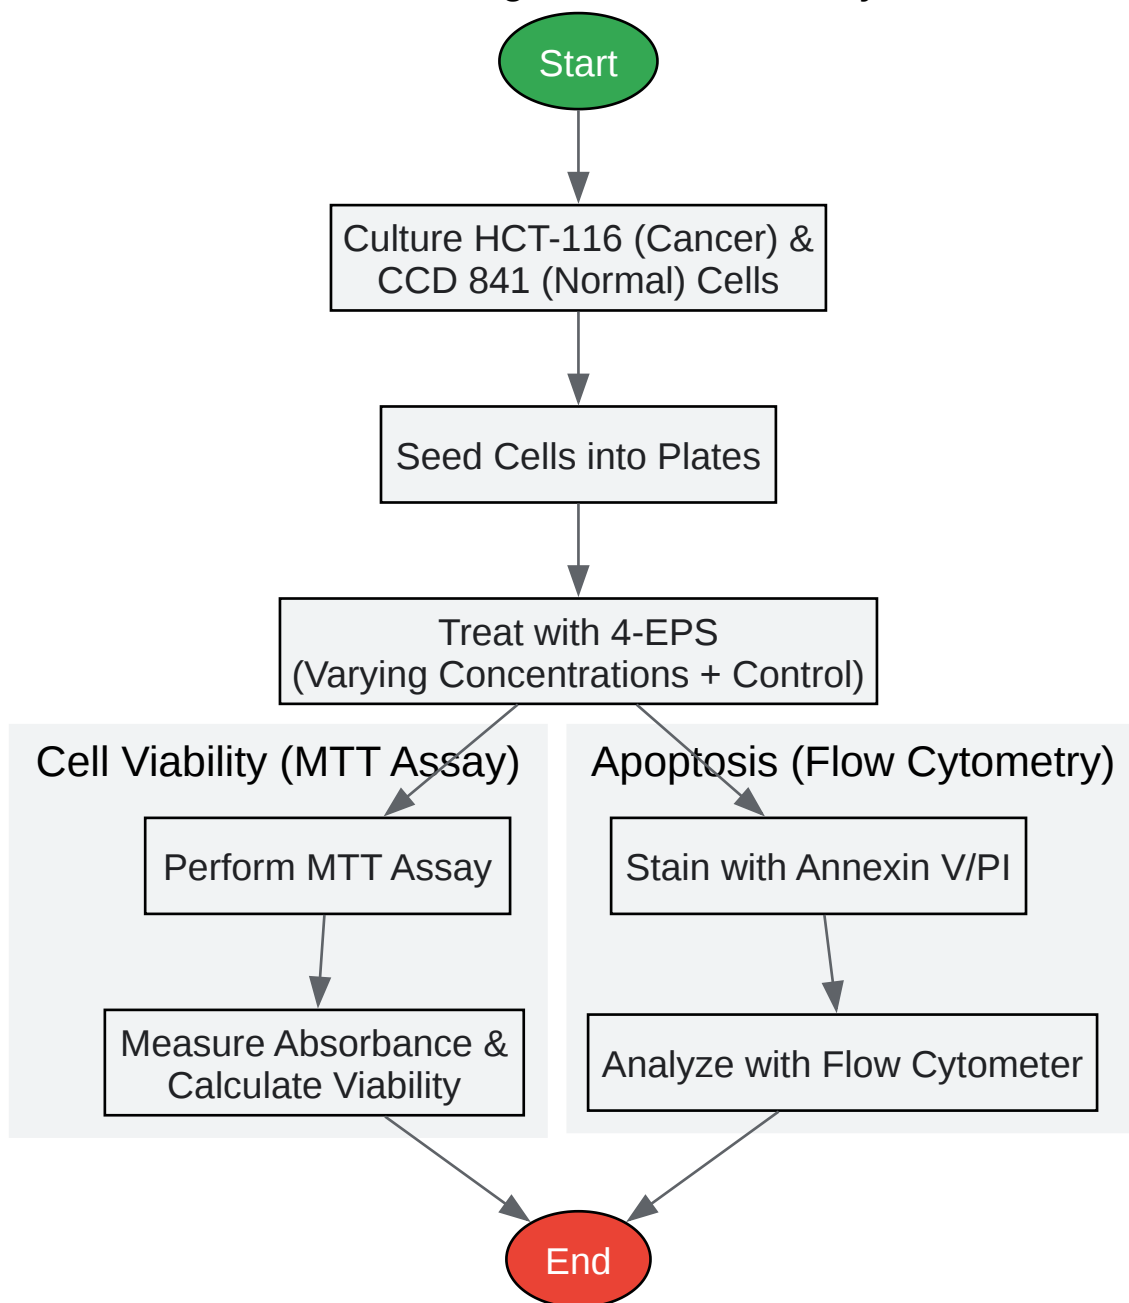 Start
Culture HCT-116 (Cancer) &
CCD 841 (Normal) Cells
Seed Cells into Plates
Treat with 4-EPS
(Varying Concentrations + Control)
Cell Viability (MTT Assay)
Perform MTT Assay
Measure Absorbance &
Calculate Viability
Apoptosis (Flow Cytometry)
Stain with Annexin V/PI
Analyze with Flow Cytometer
End